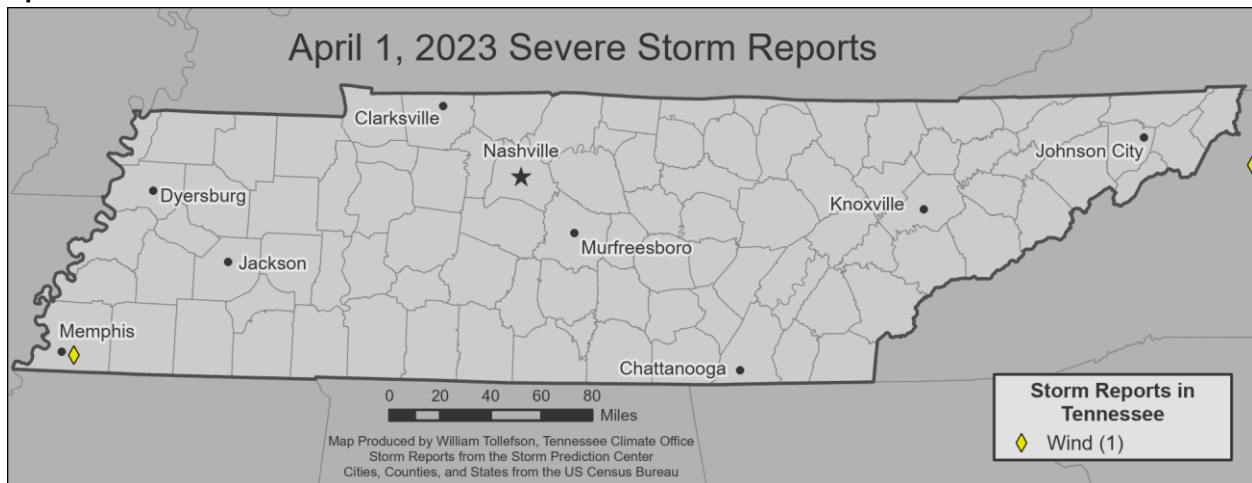 April 1, 2023 Severe Storm Reports
Clarksville
Nashville
Johnson City
Dyersburg
Knoxville
Murfreesboro
Jackson
Memphis
Chattanooga
0 20 40 60 80
Miles
Map Produced by William Tollefson, Tennessee Climate Office
Storm Reports from the Storm Prediction Center
Cities, Counties, and States from the US Census Bureau
Storm Reports in
Tennessee
Wind (1)